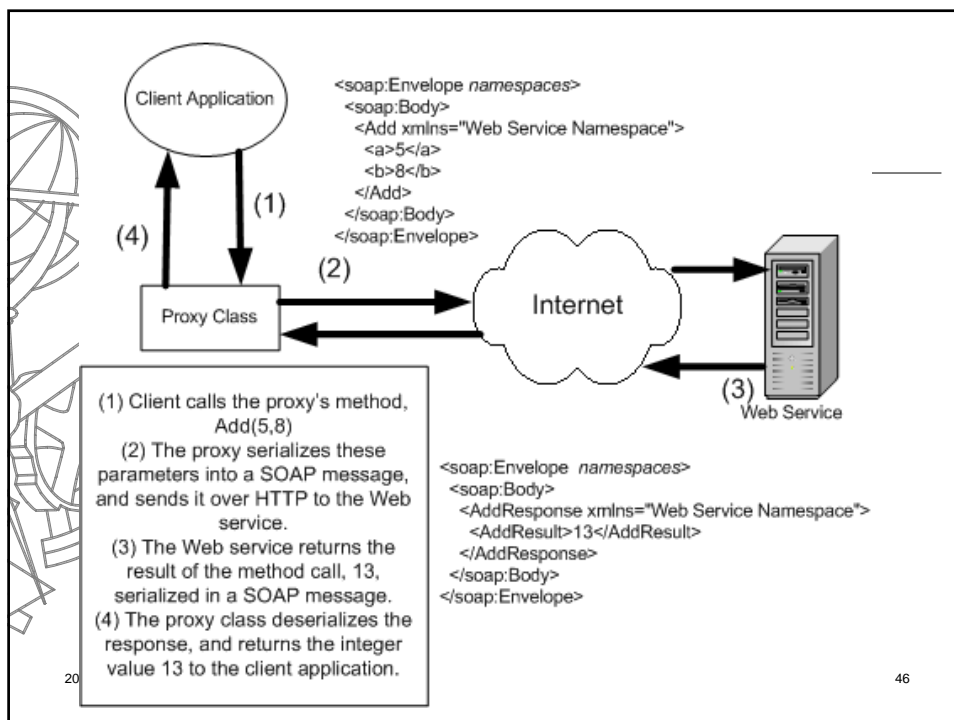 Client Application
<soap:Envelope namespaces>
<soap:Body>
<Add xmlns="Web Service Namespace">
<a>5</a>
<b>8</b>
</Add>
</soap:Body>
</soap:Envelope>
(1)
(4)
(2)
Proxy Class
Internet
(3)
Web Service
(1) Client calls the proxy's method,
Add(5,8)
(2) The proxy serializes these
parameters into a SOAP message,
and sends it over HTTP to the Web
service.
(3) The Web service returns the
result of the method call, 13,
serialized in a SOAP message.
(4) The proxy class deserializes the
response, and returns the integer
value 13 to the client application.
<soap:Envelope namespaces>
<soap:Body>
<AddResponse xmlns="Web Service Namespace">
<AddResult>13</AddResult>
</AddResponse>
</soap:Body>
</soap:Envelope>
20
46